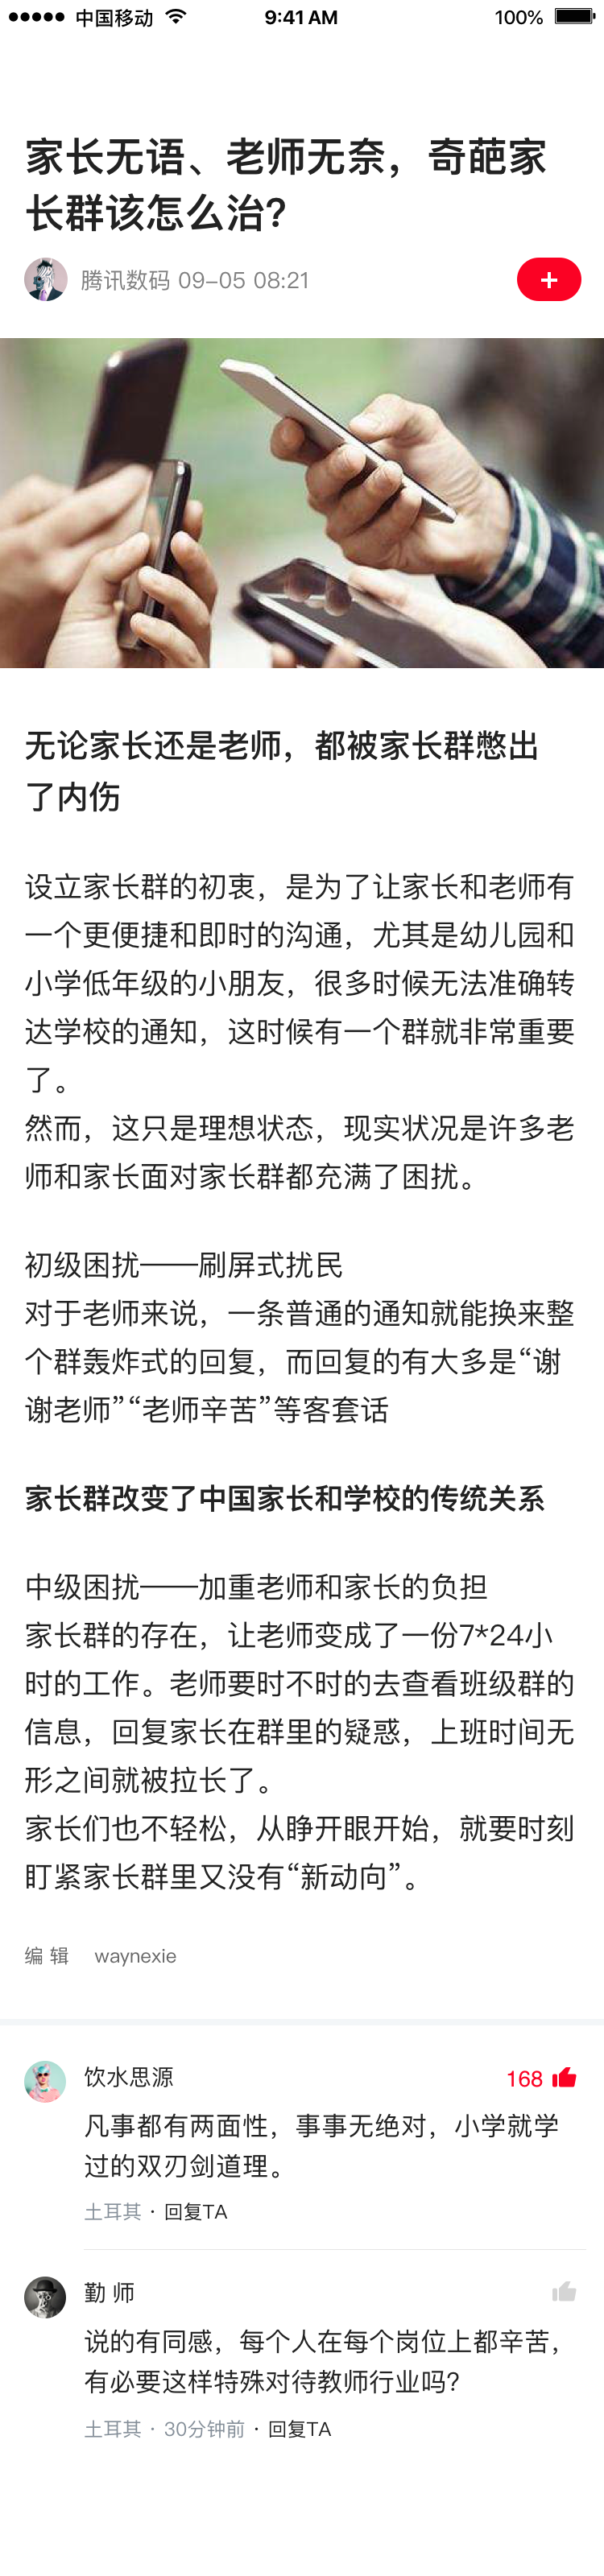 中国移动 9:41 AM 100%
家长无语、老师无奈，奇葩家
长群该怎么治?
腾讯数码 09-05 08:21
无论家长还是老师，都被家长群憋出
了内伤
设立家长群的初衷，是为了让家长和老师有
一个更便捷和即时的沟通，尤其是幼儿园和
小学低年级的小朋友，很多时候无法准确转
达学校的通知，这时候有一个群就非常重要
了。
然而，这只是理想状态，现实状况是许多老
师和家长面对家长群都充满了困扰。
初级困扰——刷屏式扰民
对于老师来说，一条普通的通知就能换来整
个群轰炸式的回复，而回复的有大多是“谢
谢老师”“老师辛苦”等客套话
家长群改变了中国家长和学校的传统关系
中级困扰——加重老师和家长的负担
家长群的存在，让老师变成了一份7*24小
时的工作。老师要时不时的去查看班级群的
信息，回复家长在群里的疑惑，上班时间无
形之间就被拉长了。
家长们也不轻松，从睁开眼开始，就要时刻
盯紧家长群里又没有“新动向”。
编 辑 waynexie
饮水思源 168
凡事都有两面性，事事无绝对，小学就学
过的双刃剑道理。
土耳其 · 回复TA
勤 师
说的有同感，每个人在每个岗位上都辛苦，
有必要这样特殊对待教师行业吗?
土耳其 · 30分钟前 · 回复TA